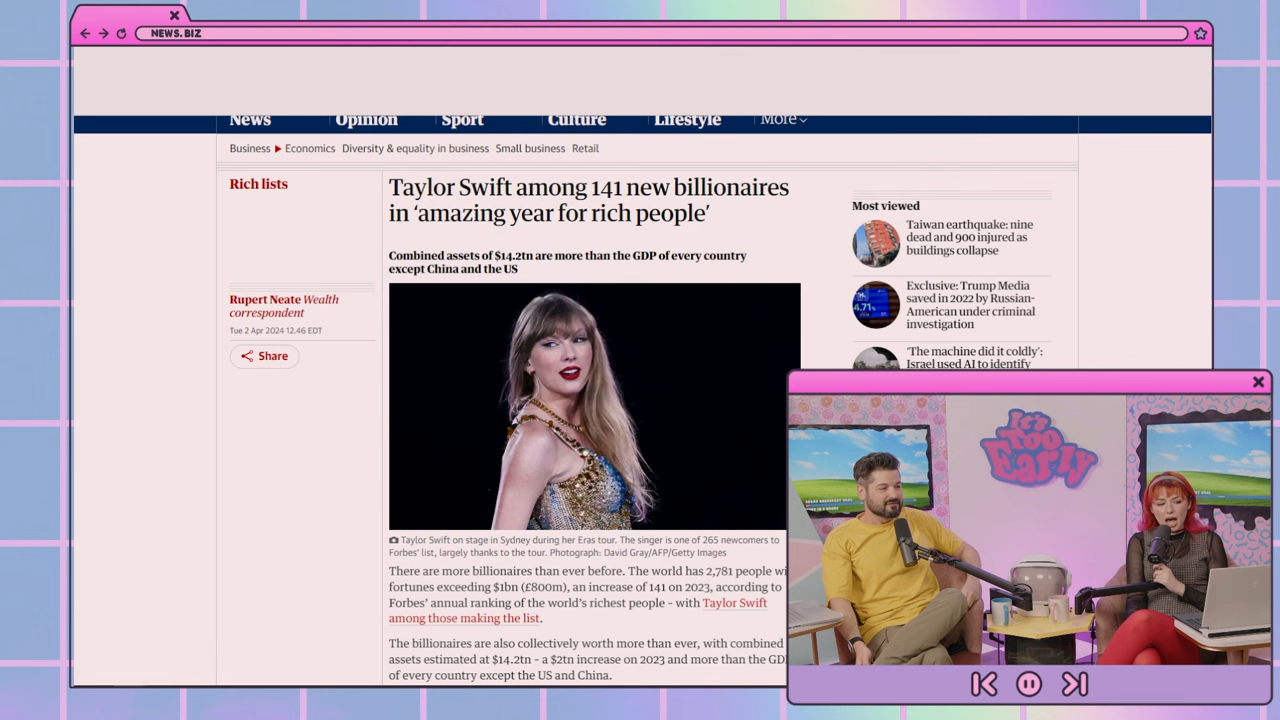 NEWS.BIZ
News Opinion Sport Culture Lifestyle More
Business Economics Diversity & equality in business Small business Retail
Rich lists
Taylor Swift among 141 new billionaires
in ‘amazing year for rich people’
Combined assets of $14.2tn are more than the GDP of every country
except China and the US
Rupert Neate Wealth
correspondent
Tue 2 Apr 2024 12.46 EDT
Share
Taylor Swift on stage in Sydney during her Eras tour. The singer is one of 265 newcomers to
Forbes’ list, largely thanks to the tour. Photograph: David Gray/AFP/Getty Images
There are more billionaires than ever before. The world has 2,781 people wi
fortunes exceeding $1bn (£800m), an increase of 141 on 2023, according to
Forbes’ annual ranking of the world’s richest people – with Taylor Swift
among those making the list.
The billionaires are also collectively worth more than ever, with combined
assets estimated at $14.2tn – a $2tn increase on 2023 and more than the GD
of every country except the US and China.
Most viewed
Taiwan earthquake: nine
dead and 900 injured as
buildings collapse
Exclusive: Trump Media
saved in 2022 by Russian-
American under criminal
investigation
4.71
‘The machine did it coldly’:
Israel used AI to identify
It's
Too
Early